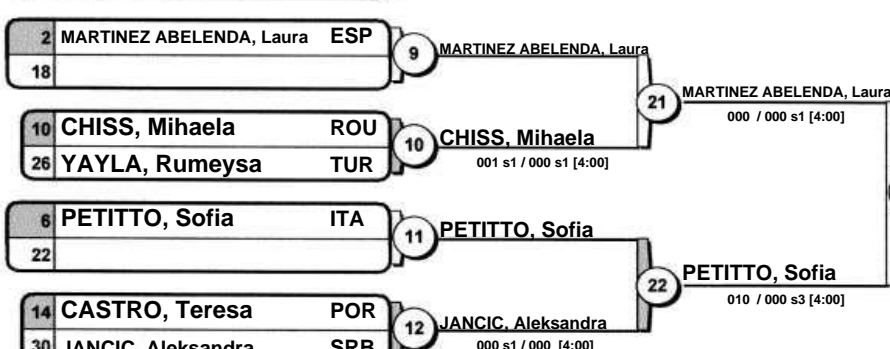 2 MARTINEZ ABELENDA, Laura ESP
18
9
MARTINEZ ABELENDA, Laura
10 CHISS, Mihaela ROU
26 YAYLA, Rumeysa TUR
10
CHISS, Mihaela
001 s1 / 000 s1 [4:00]
21
MARTINEZ ABELENDA, Laura
000 / 000 s1 [4:00]
6 PETITTO, Sofia ITA
22
11
PETITTO, Sofia
14 CASTRO, Teresa POR
30 JANCIC, Aleksandra SRB
12
JANCIC, Aleksandra
000 s1 / 000 [4:00]
22
PETITTO, Sofia
010 / 000 s3 [4:00]